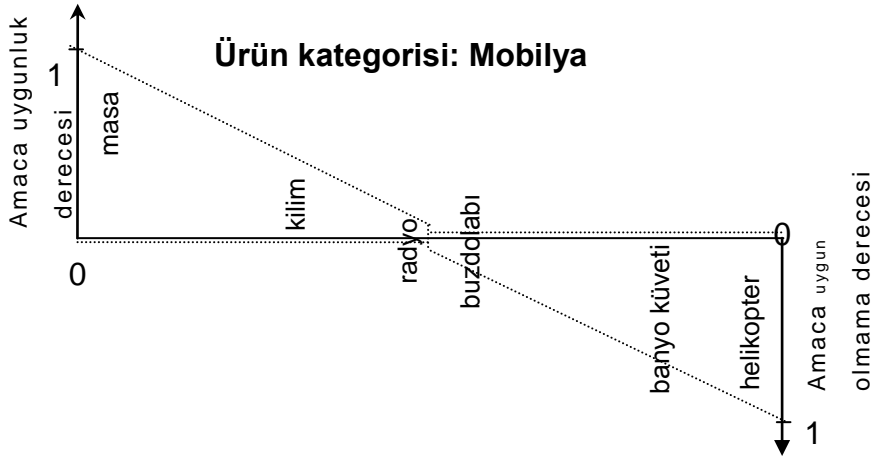 Ürün kategorisi: Mobilya
Amaca uygunluk
derecesi
1
0
masa
kilim
radyo
buzdolabı
banyo küveti
helikopter
0
1
Amaca uygun
olmama derecesi